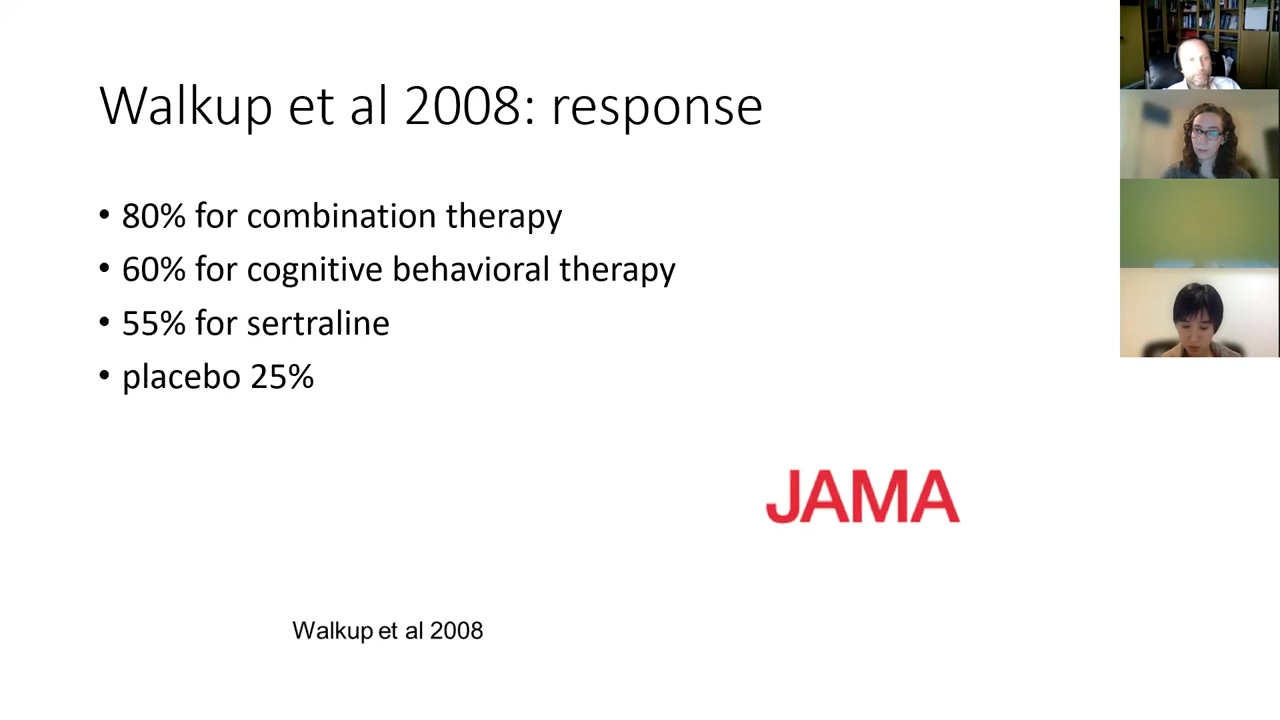 Walkup et al 2008: response
• 80% for combination therapy
• 60% for cognitive behavioral therapy
• 55% for sertraline
• placebo 25%
JAMA
Walkup et al 2008